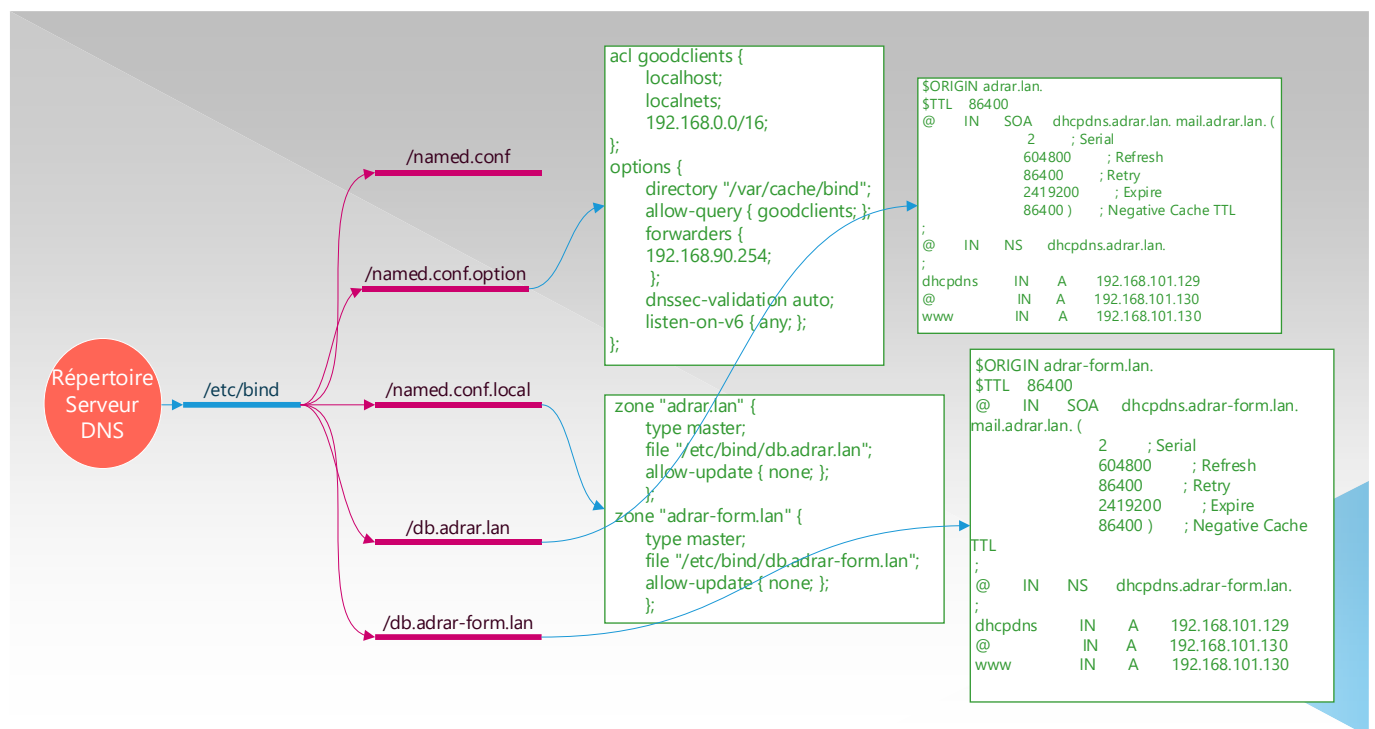 Répertoire
Serveur
DNS
/etc/bind
/named.conf
/named.conf.option
/named.conf.local
/db.adrar.lan
/db.adrar-form.lan
acl goodclients {
localhost;
localnets;
192.168.0.0/16;
};
options {
directory "/var/cache/bind";
allow-query { goodclients; };
forwarders {
192.168.90.254;
};
dnssec-validation auto;
listen-on-v6 { any; };
};
zone "adrar.lan" {
type master;
file "/etc/bind/db.adrar.lan";
allow-update { none; };
};
zone "adrar-form.lan" {
type master;
file "/etc/bind/db.adrar-form.lan";
allow-update { none; };
};
$ORIGIN adrar.lan.
$TTL 86400
@ IN SOA dhcpdns.adrar.lan. mail.adrar.lan. (
2 ; Serial
604800 ; Refresh
86400 ; Retry
2419200 ; Expire
86400 ) ; Negative Cache TTL
;
@ IN NS dhcpdns.adrar.lan.
;
dhcpdns IN A 192.168.101.129
@ IN A 192.168.101.130
www IN A 192.168.101.130
$ORIGIN adrar-form.lan.
$TTL 86400
@ IN SOA dhcpdns.adrar-form.lan.
mail.adrar.lan. (
2 ; Serial
604800 ; Refresh
86400 ; Retry
2419200 ; Expire
86400 ) ; Negative Cache
TTL
;
@ IN NS dhcpdns.adrar-form.lan.
;
dhcpdns IN A 192.168.101.129
@ IN A 192.168.101.130
www IN A 192.168.101.130